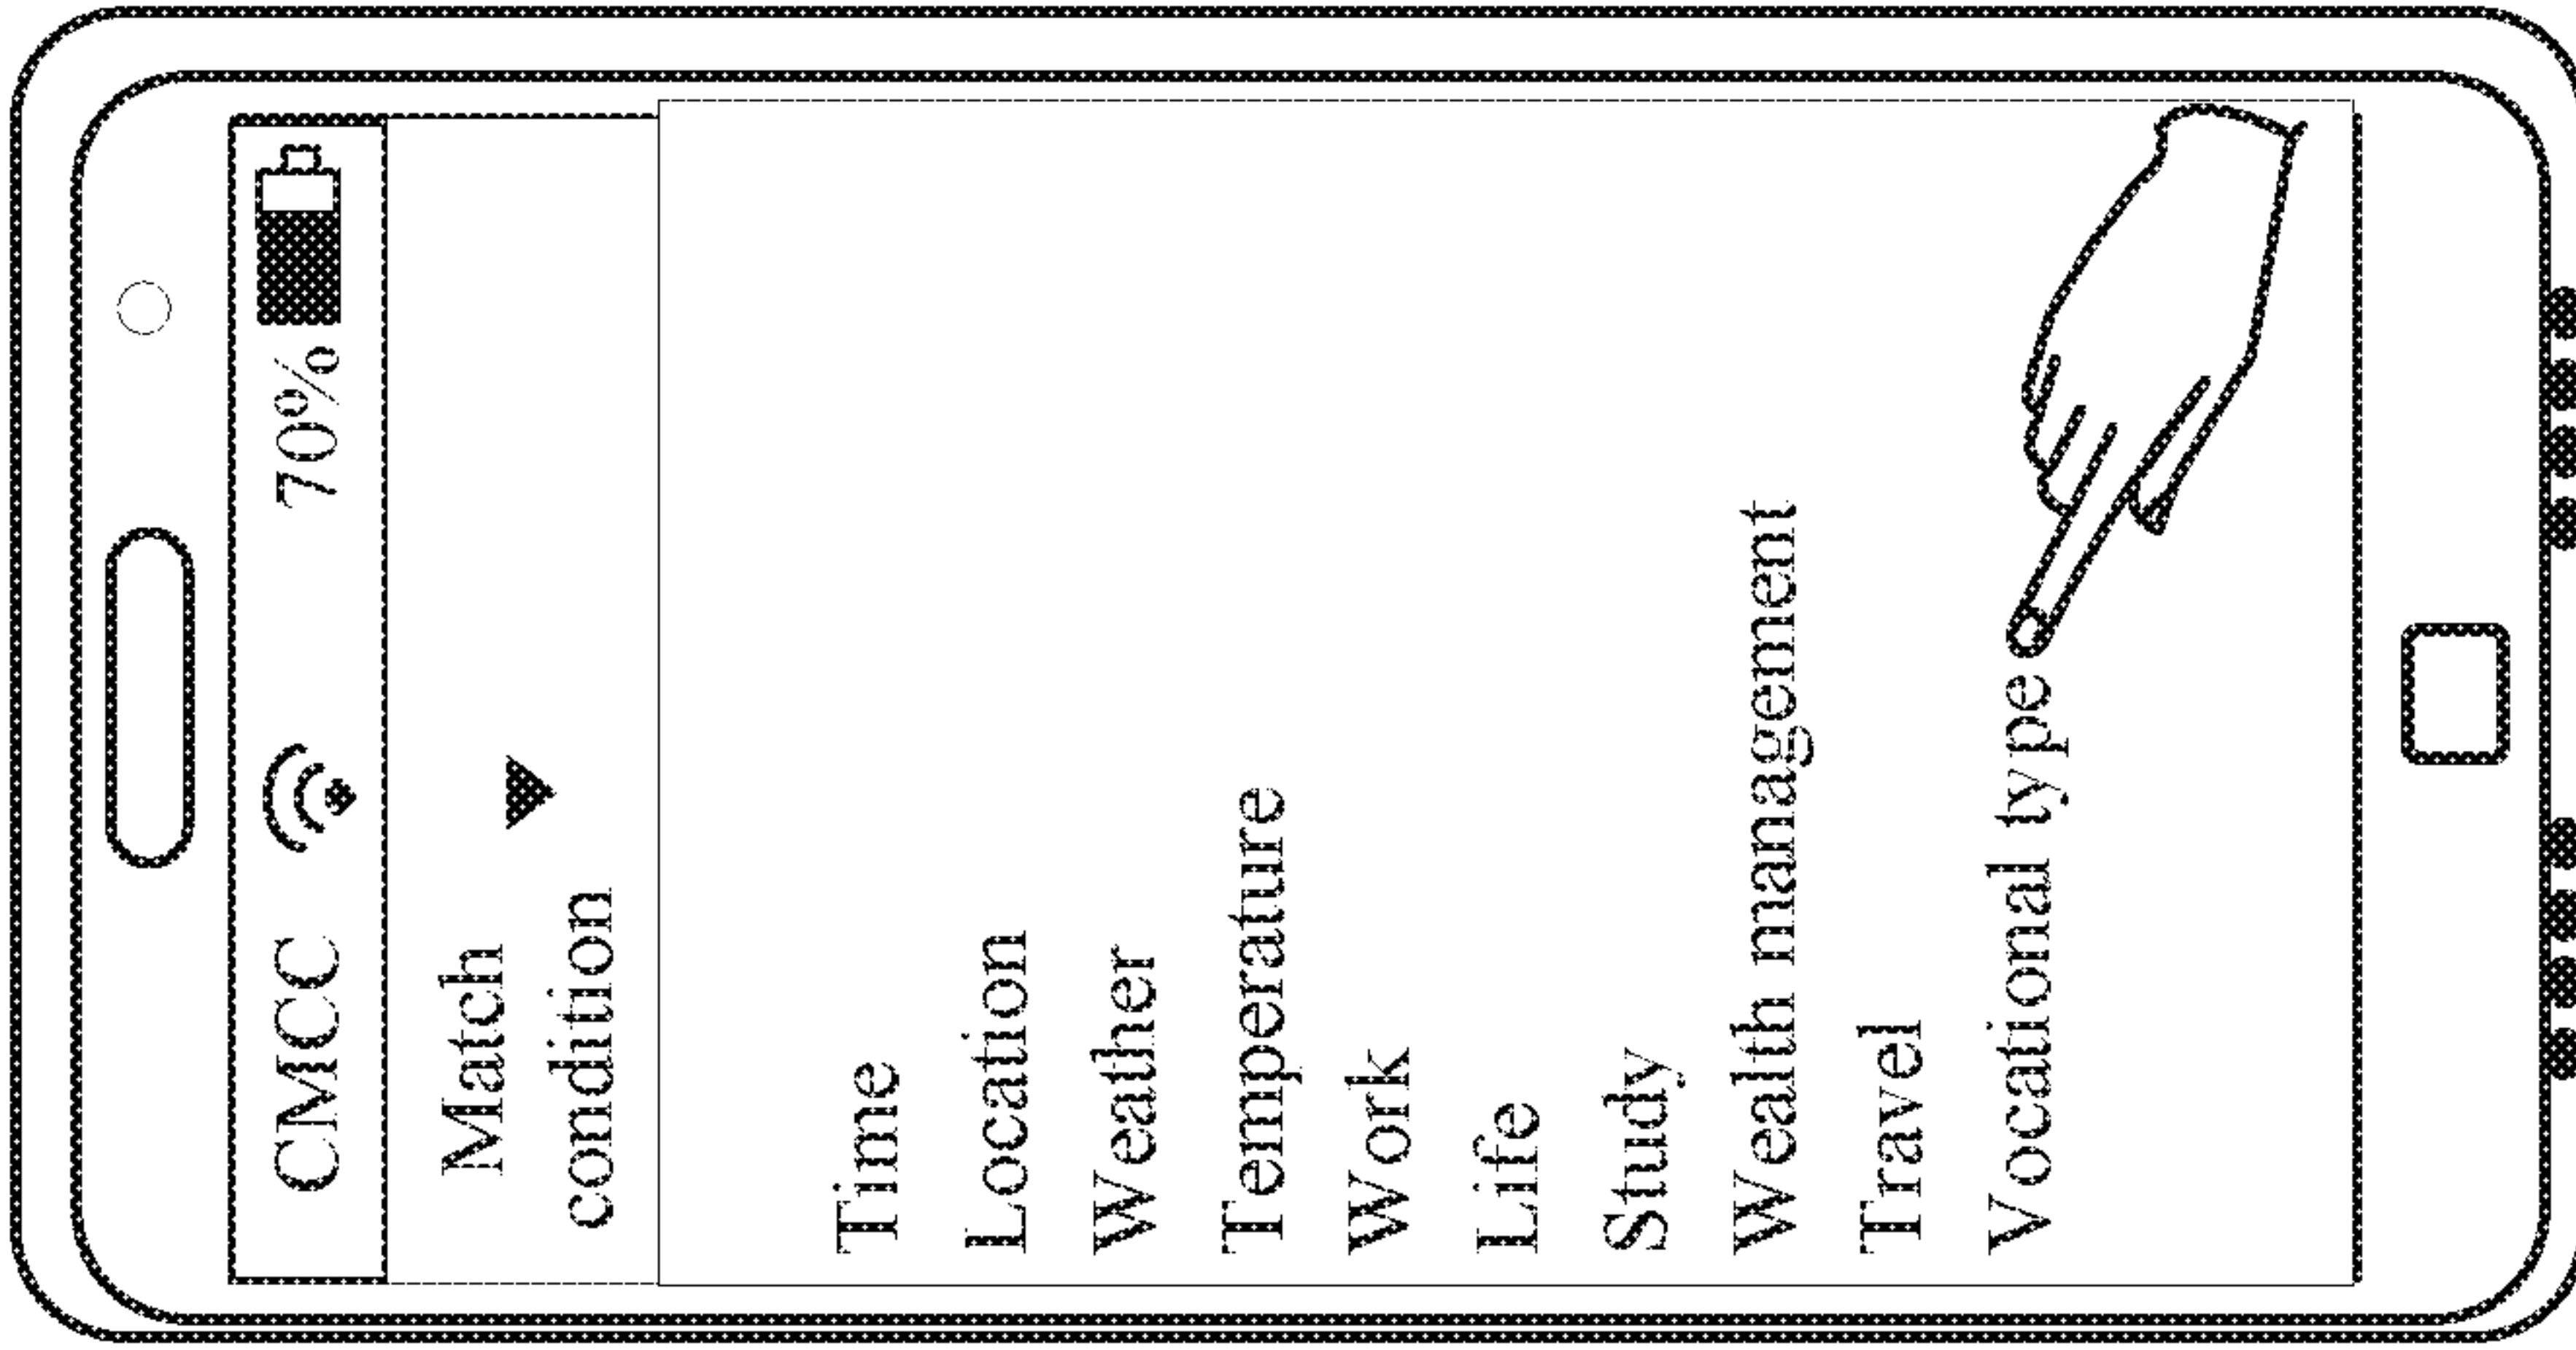 CMCC 70%
Match
condition
Time
Location
Weather
Temperature
Work
Life
Study
Wealth management
Travel
Vocational type